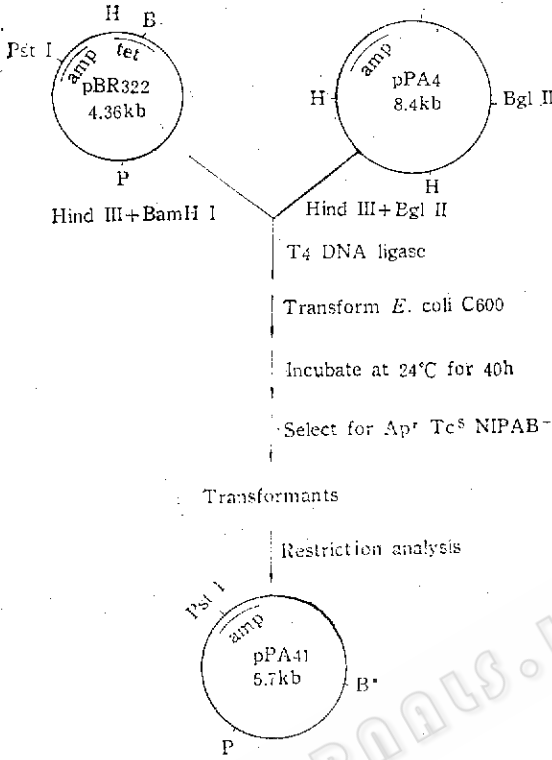 H B
Pst I
amp tet
pBR322
4.36kb
P
amp
pPA4
8.4kb
H
Bgl II
H
Hind III+BamH I
Hind III+Bgl II
T4 DNA ligase
Transform E. coli C600
Incubate at 24°C for 40h
Select for Apr Tcs NIPAB-
Transformants
Restriction analysis
Pst I
amp
pPA41
5.7kb
B*
P